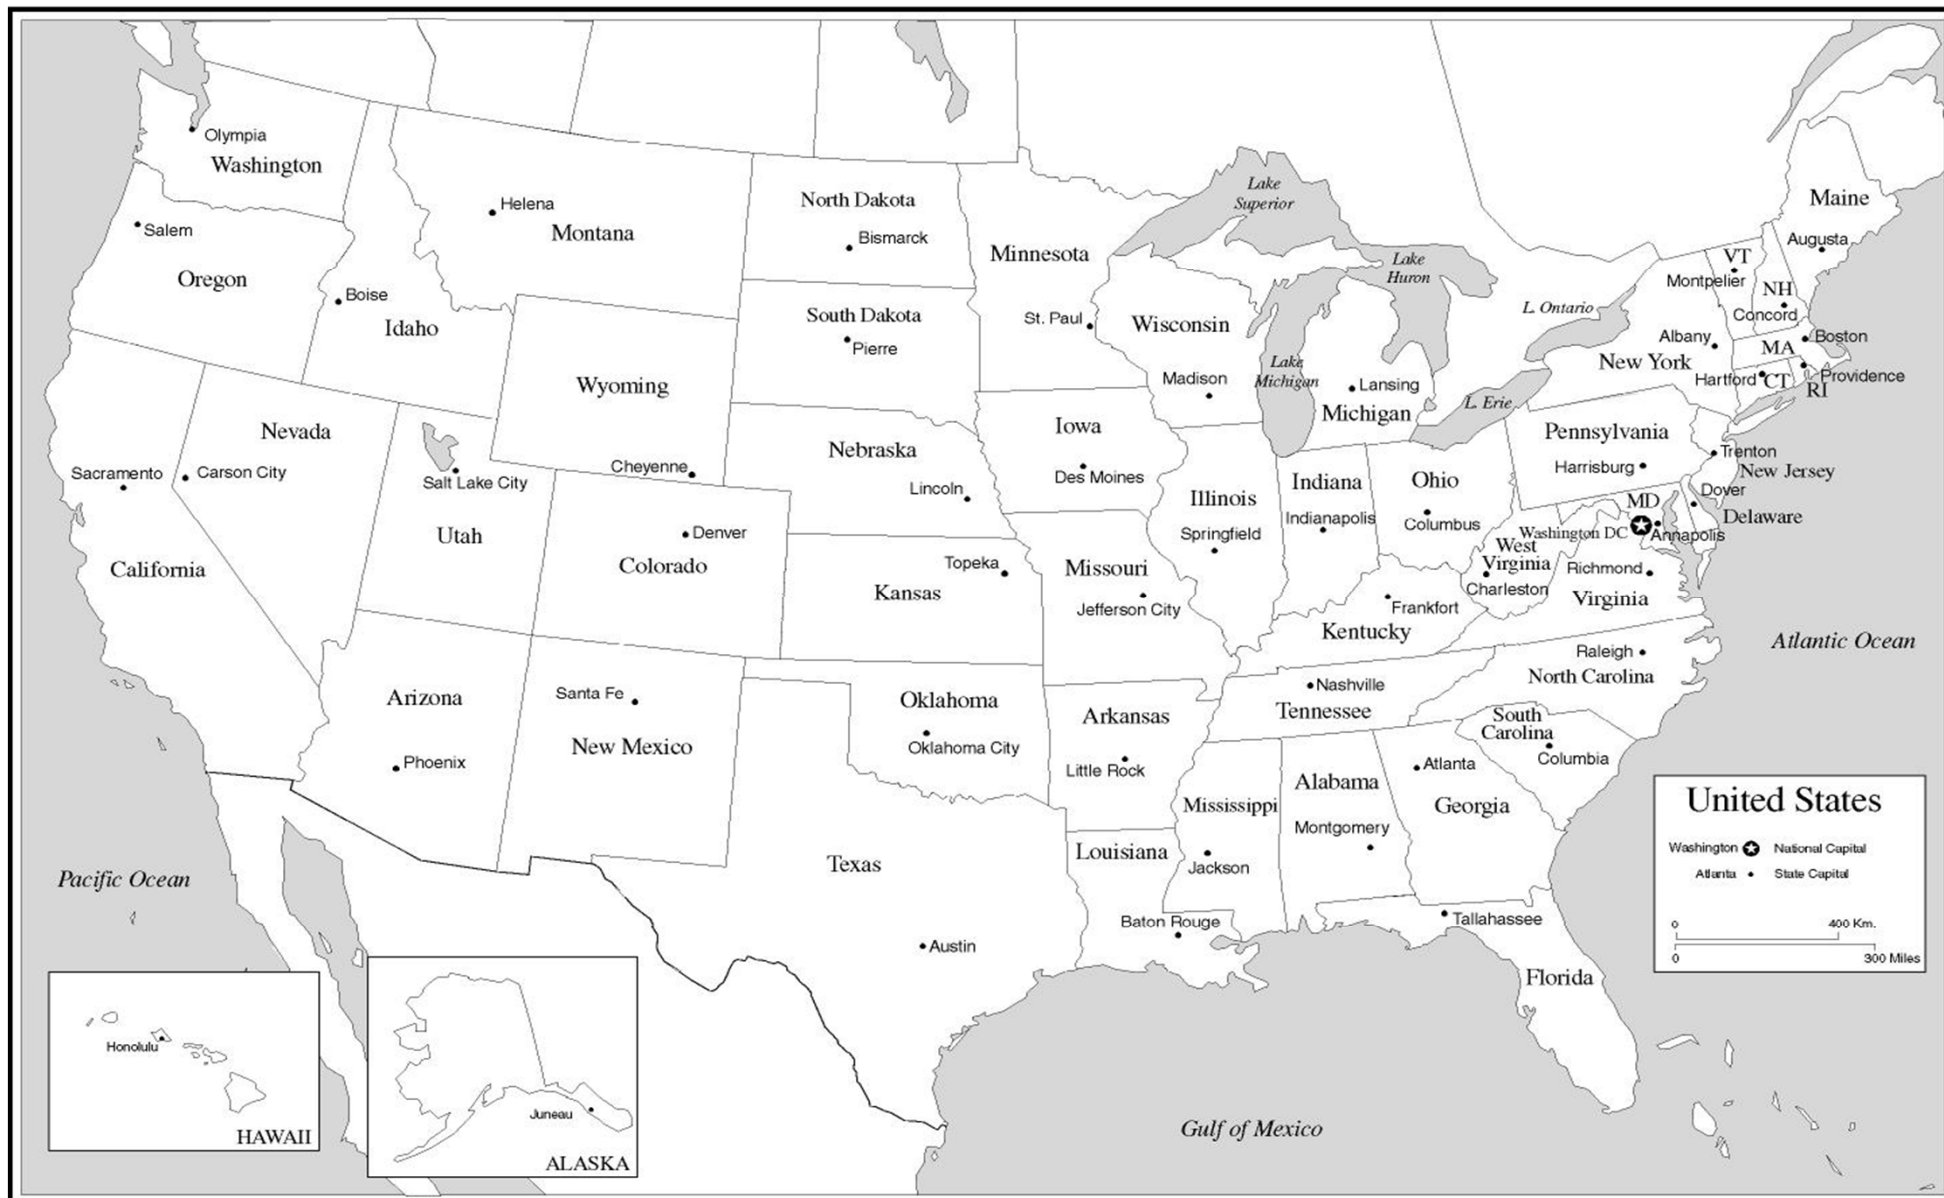 Olympia
Washington
Salem
Oregon
Boise
Idaho
Helena
Montana
North Dakota
Bismarck
South Dakota
Pierre
Minnesota
St. Paul
Wisconsin
Madison
Lake
Superior
Lake
Huron
Lake
Michigan
Lansing
Michigan
L. Ontario
L. Erie
Maine
Augusta
VT
Montpelier
NH
Concord
Albany
New York
MA
Boston
Hartford
CT
Providence
RI
Wyoming
Cheyenne
Nebraska
Lincoln
Iowa
Des Moines
Nevada
Carson City
Sacramento
California
Salt Lake City
Utah
Denver
Colorado
Topeka
Kansas
Missouri
Jefferson City
Illinois
Springfield
Indiana
Indianapolis
Ohio
Columbus
Pennsylvania
Harrisburg
Trenton
New Jersey
Dover
Delaware
MD
Washington DC
Annapolis
West
Virginia
Charleston
Richmond
Virginia
Frankfort
Kentucky
Atlantic Ocean
Raleigh
North Carolina
Nashville
Tennessee
South
Carolina
Columbia
Arizona
Phoenix
Santa Fe
New Mexico
Oklahoma
Oklahoma City
Arkansas
Little Rock
Mississippi
Jackson
Alabama
Montgomery
Atlanta
Georgia
Texas
Austin
Louisiana
Baton Rouge
Tallahassee
Florida
Pacific Ocean
Gulf of Mexico
United States
Washington National Capital
Atlanta State Capital
0 400 Km.
0 300 Miles
Honolulu
HAWAII
Juneau
ALASKA